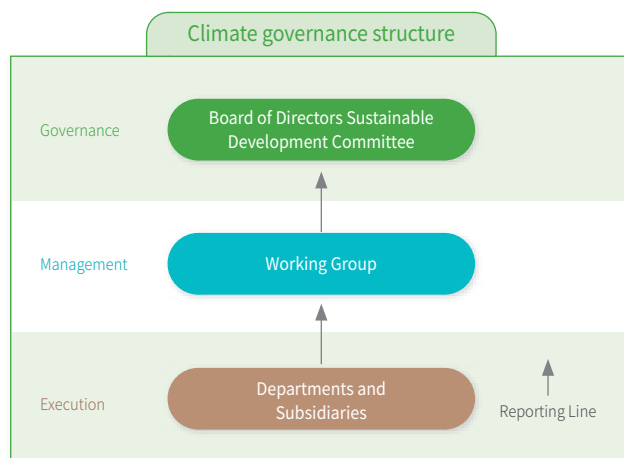 Climate governance structure
Governance
Board of Directors Sustainable
Development Committee
Management
Working Group
Execution
Departments and
Subsidiaries
Reporting Line